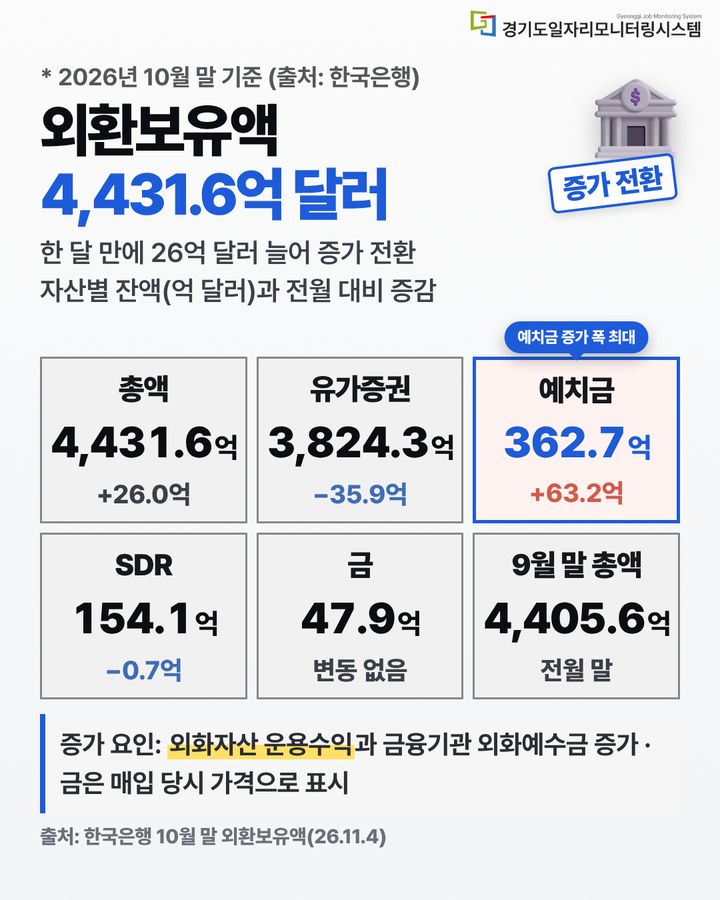 Gyeonggi Job Monitoring System
경기도일자리모니터링시스템
* 2026년 10월 말 기준 (출처: 한국은행)
외환보유액
$
4,431.6억 달러
증가 전환
한 달 만에 26억 달러 늘어 증가 전환
자산별 잔액(억 달러)과 전월 대비 증감
예치금 증가 폭 최대
총액
4,431.6억
+26.0억
유가증권
3,824.3억
−35.9억
예치금
362.7억
+63.2억
SDR
154.1억
−0.7억
금
47.9억
변동 없음
9월 말 총액
4,405.6억
전월 말
증가 요인: 외화자산 운용수익과 금융기관 외화예수금 증가 ·
금은 매입 당시 가격으로 표시
출처: 한국은행 10월 말 외환보유액(26.11.4)